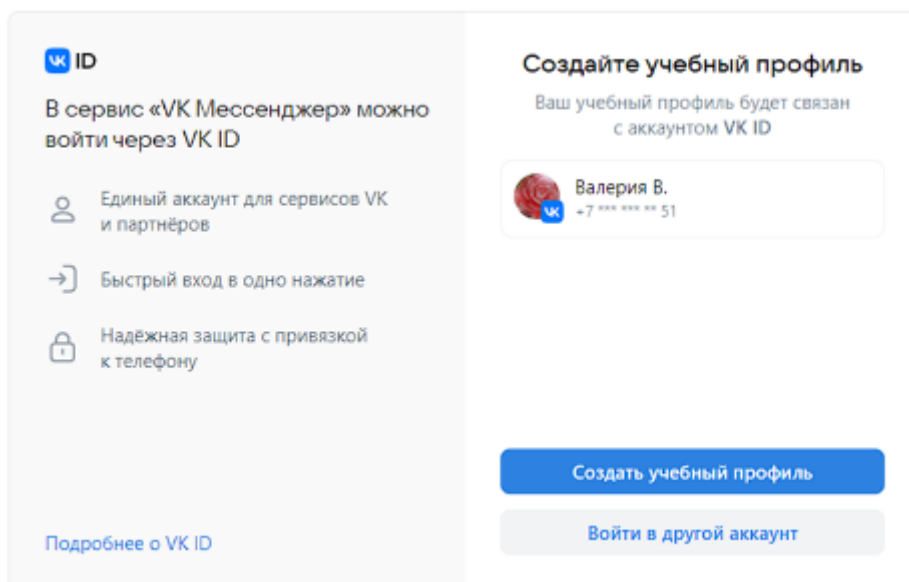 VK ID
В сервис «VK Мессенджер» можно
войти через VK ID
Единый аккаунт для сервисов VK
и партнёров
Быстрый вход в одно нажатие
Надёжная защита с привязкой
к телефону
Подробнее о VK ID
Создайте учебный профиль
Ваш учебный профиль будет связан
с аккаунтом VK ID
Валерия В.
+7 *** *** ** 51
Создать учебный профиль
Войти в другой аккаунт